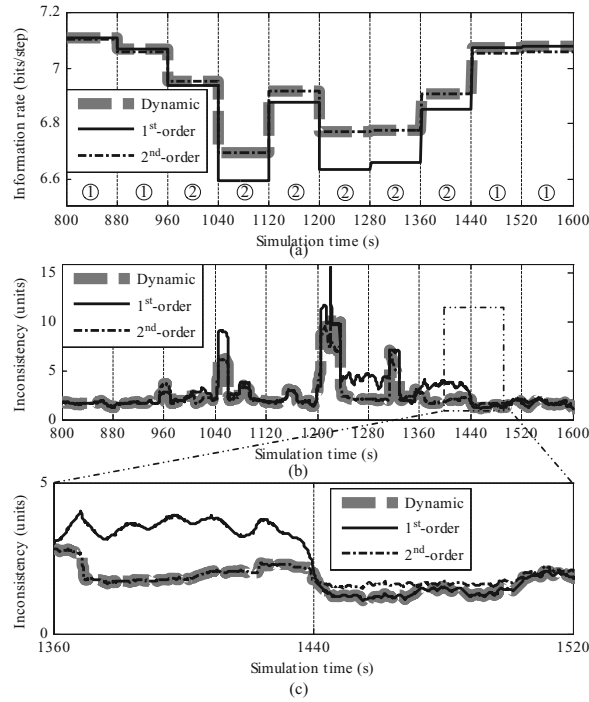 7.2
7
6.8
6.6
Information rate (bits/step)
Dynamic
1st-order
2nd-order
① ① ② ② ② ② ② ② ① ①
800 880 960 1040 1120 1200 1280 1360 1440 1520 1600
Simulation time (s)
(a)
15
10
5
0
Inconsistency (units)
Dynamic
1st-order
2nd-order
800 880 960 1040 1120 1200 1280 1360 1440 1520 1600
Simulation time (s)
(b)
5
0
Inconsistency (units)
Dynamic
1st-order
2nd-order
1360 1440 1520
Simulation time (s)
(c)